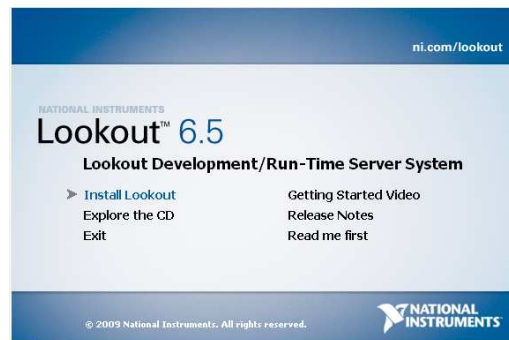 ni.com/lookout
NATIONAL INSTRUMENTS
Lookout™ 6.5
Lookout Development/Run-Time Server System
Install Lookout
Explore the CD
Exit
Getting Started Video
Release Notes
Read me first
© 2009 National Instruments. All rights reserved.
NATIONAL
INSTRUMENTS